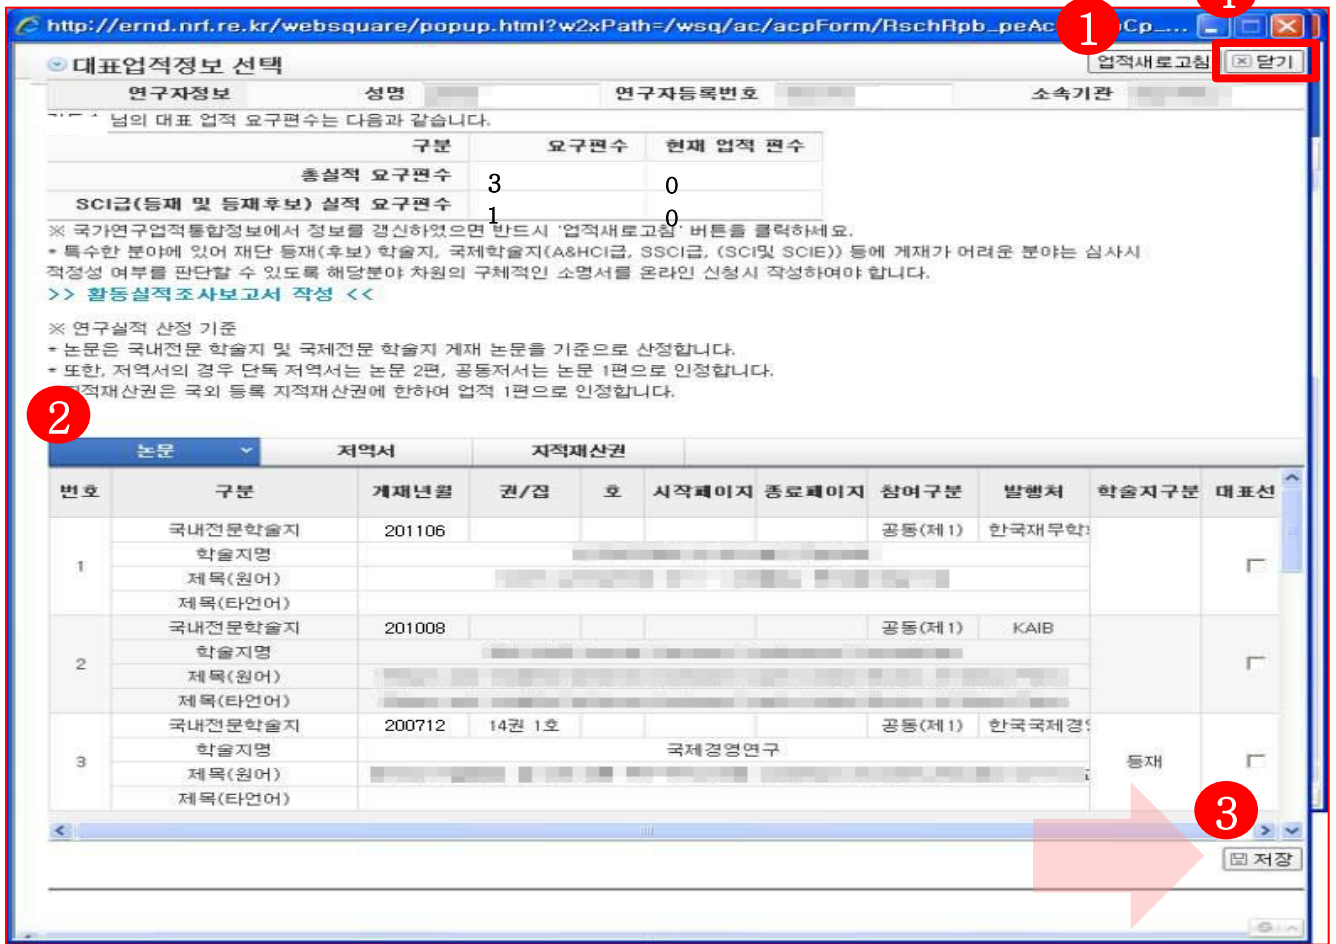 http://ernd.nrf.re.kr/websquare/popup.html?w2xPath=/wsq/ac/acpForm/RschRpb_peAc
Cp_...
1
대표업적정보 선택
업적새로고침
닫기
연구자정보 성명 연구자등록번호 소속기관
님의 대표 업적 요구편수는 다음과 같습니다.
구분 요구편수 현재 업적 편수
총실적 요구편수 3 0
SCI급(등재 및 등재후보) 실적 요구편수 1 0
※ 국가연구업적통합정보에서 정보를 갱신하였으면 반드시 '업적새로고침' 버튼을 클릭하세요.
* 특수한 분야에 있어 재단 등재(후보) 학술지, 국제학술지(A&HCI급, SSCI급, (SCI및 SCIE)) 등에 게재가 어려운 분야는 심사시
적정성 여부를 판단할 수 있도록 해당분야 차원의 구체적인 소명서를 온라인 신청시 작성하여야 합니다.
>> 활동실적조사보고서 작성 <<
※ 연구실적 산정 기준
* 논문은 국내전문 학술지 및 국제전문 학술지 게재 논문을 기준으로 산정합니다.
* 또한, 저역서의 경우 단독 저역서는 논문 2편, 공동저서는 논문 1편으로 인정합니다.
지적재산권은 국외 등록 지적재산권에 한하여 업적 1편으로 인정합니다.
2
논문 저역서 지적재산권
번호 구분 게재년월 권/집 호 시작페이지 종료페이지 참여구분 발행처 학술지구분 대표선
1
국내전문학술지 201106 공동(제1) 한국재무학
학술지명
제목(원어)
제목(타언어)
2
국내전문학술지 201008 공동(제1) KAIB
학술지명
제목(원어)
제목(타언어)
3
국내전문학술지 200712 14권 1호 공동(제1) 한국국제경
학술지명 국제경영연구
등재
제목(원어)
제목(타언어)
3
저장